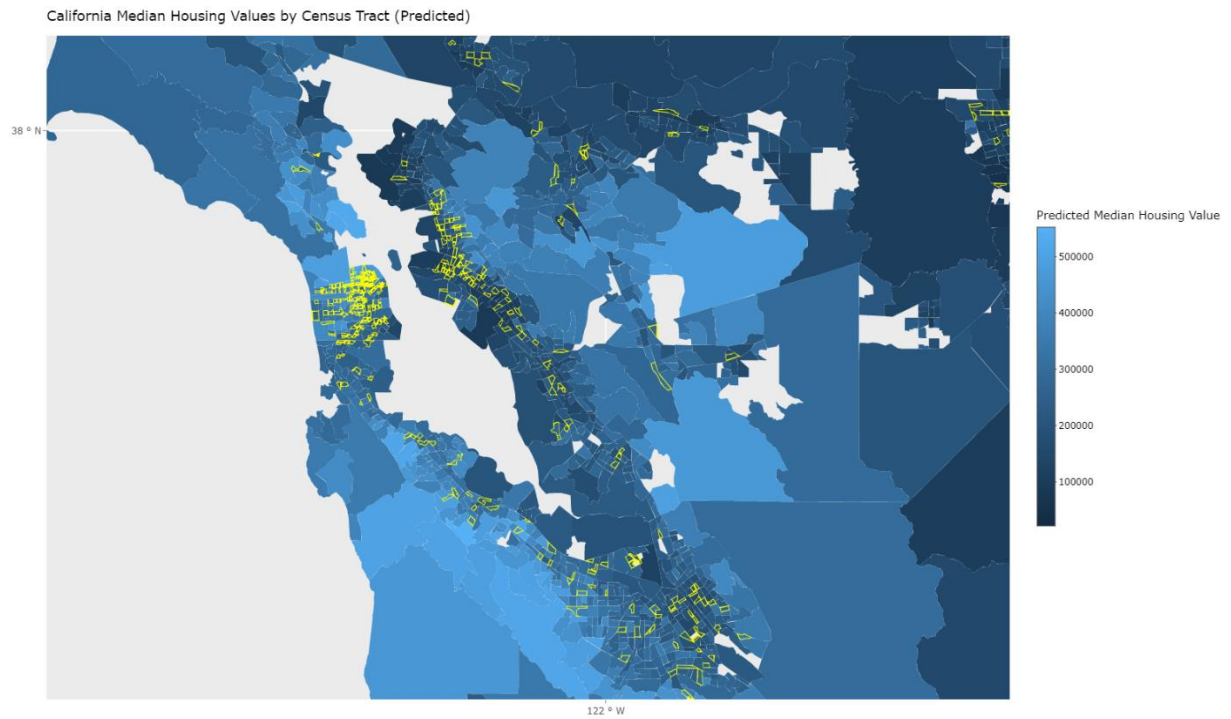 California Median Housing Values by Census Tract (Predicted)
38 ° N
Predicted Median Housing Value
500000
400000
300000
200000
100000
122 ° W